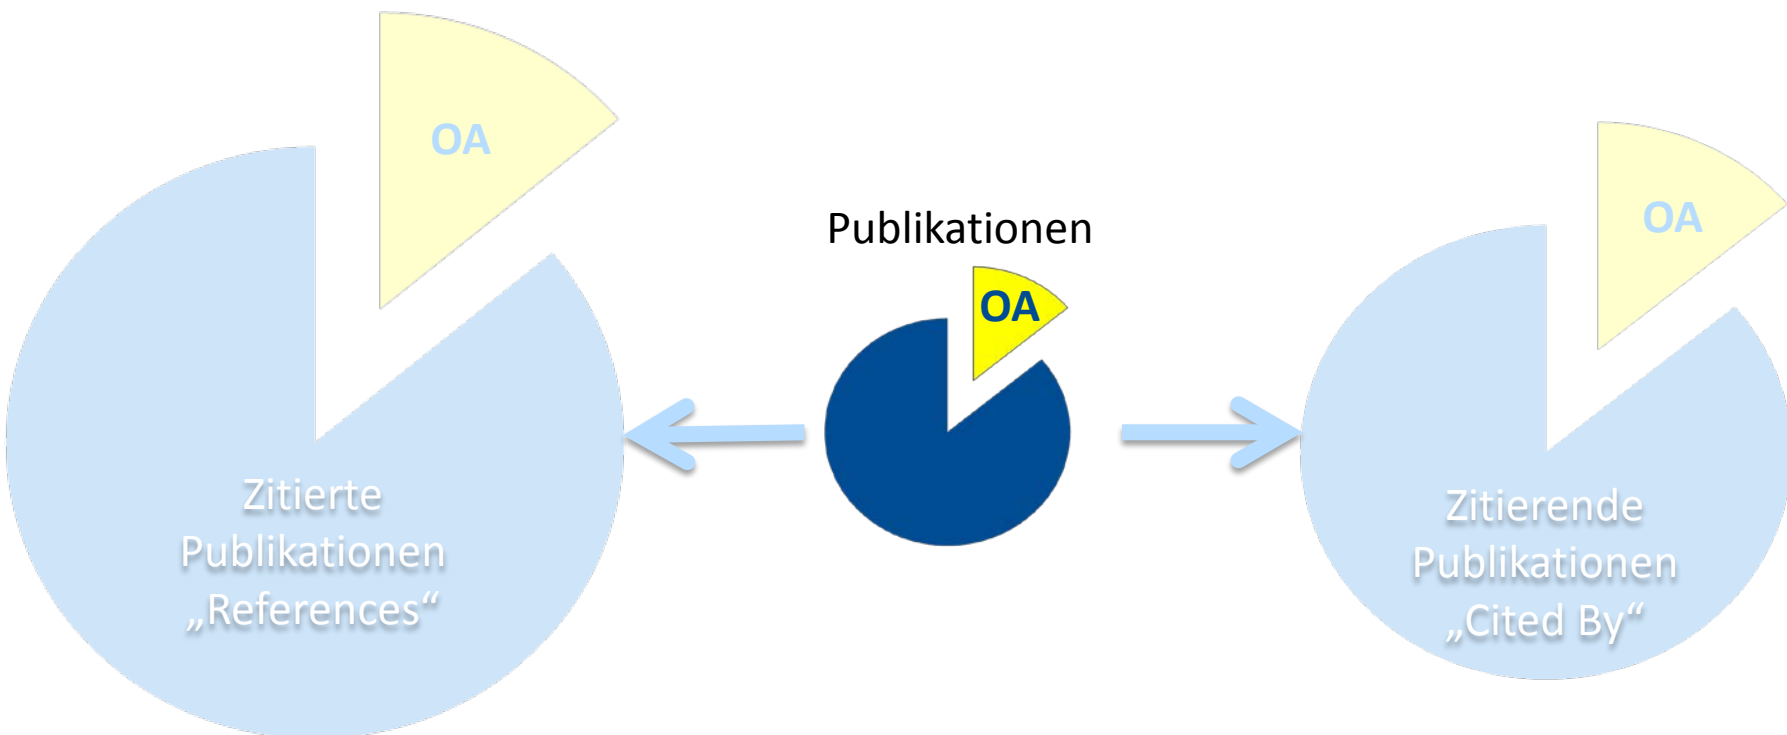 OA
Zitierte
Publikationen
„References“
Publikationen
OA
OA
Zitierende
Publikationen
„Cited By“